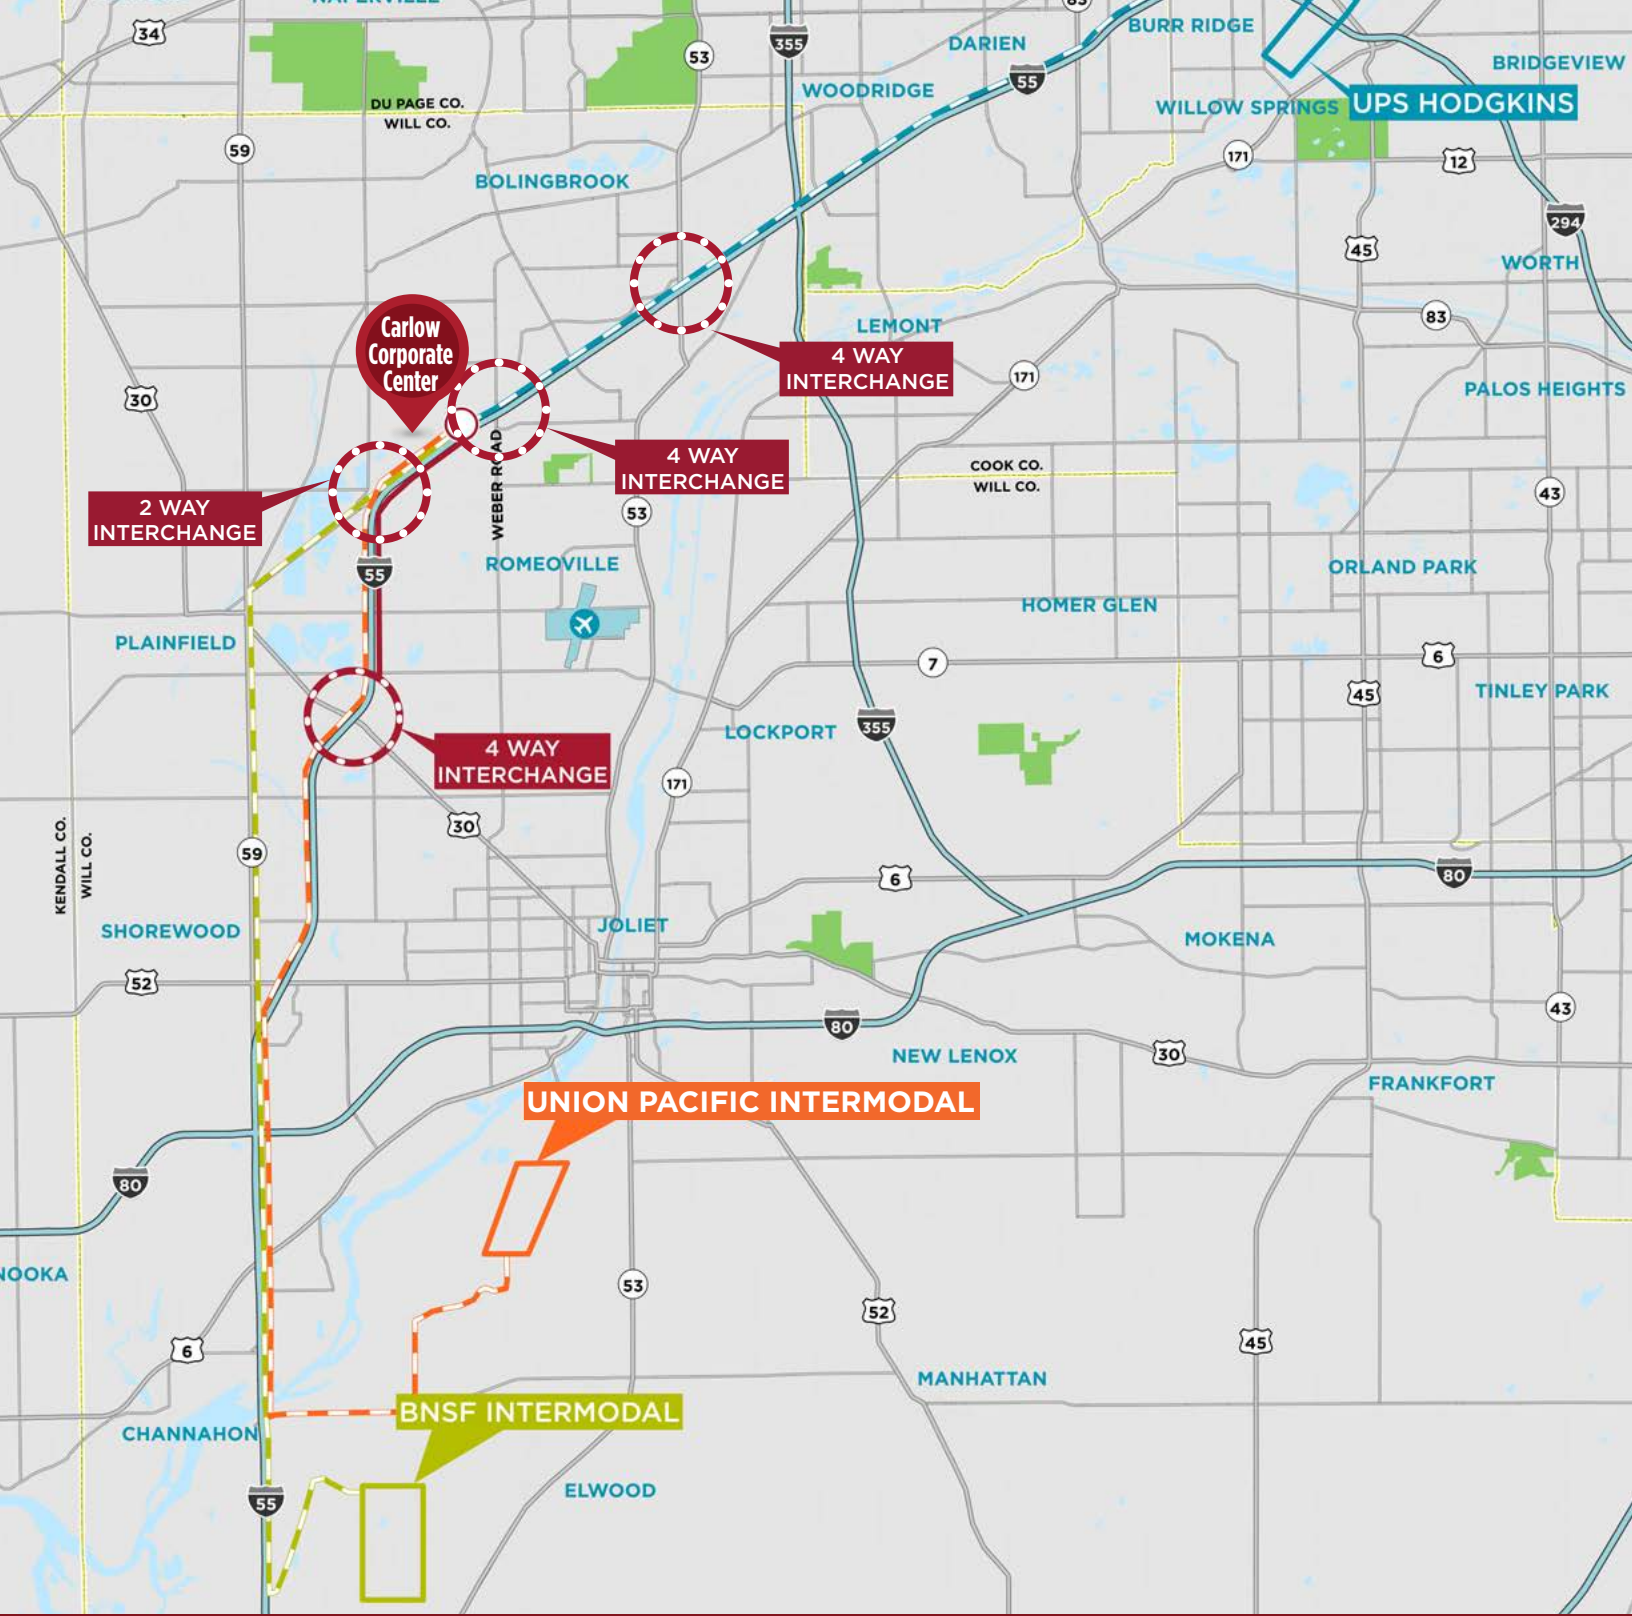 NAPERVILLE
83
34
53
355
DARIEN
BURR RIDGE
55
BRIDGEVIEW
WOODRIDGE
DU PAGE CO.
WILL CO.
WILLOW SPRINGS
UPS HODGKINS
59
171
12
BOLINGBROOK
294
45
WORTH
83
LEMONT
Carlow
Corporate
Center
4 WAY
INTERCHANGE
171
30
PALOS HEIGHTS
WEBER ROAD
4 WAY
INTERCHANGE
COOK CO.
WILL CO.
2 WAY
INTERCHANGE
53
43
ROMEOVILLE
55
ORLAND PARK
HOMER GLEN
PLAINFIELD
7
6
45
TINLEY PARK
LOCKPORT
355
4 WAY
INTERCHANGE
171
30
KENDALL CO.
WILL CO.
59
6
80
SHOREWOOD
JOLIET
MOKENA
52
80
43
NEW LENOX
30
FRANKFORT
UNION PACIFIC INTERMODAL
80
NOOKA
53
52
6
45
MANHATTAN
BNSF INTERMODAL
CHANNAHON
55
ELWOOD